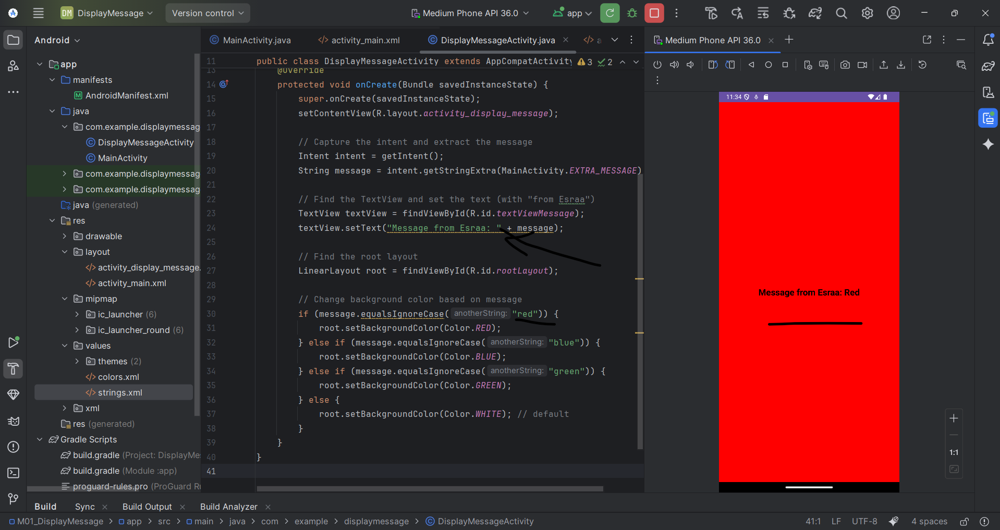 DM DisplayMessage Version control Medium Phone API 36.0 app
Android
app
manifests
M AndroidManifest.xml
java
com.example.displaymessag
DisplayMessageActivity
MainActivity
com.example.displaymessag
com.example.displaymessag
java (generated)
res
drawable
layout
activity_display_message.
activity_main.xml
mipmap
ic_launcher (6)
ic_launcher_round (6)
values
themes (2)
colors.xml
strings.xml
xml
res (generated)
Gradle Scripts
build.gradle (Project: DisplayMe
build.gradle (Module :app)
proguard-rules.pro (ProGuard Ru
MainActivity.java activity_main.xml DisplayMessageActivity.java a
11 public class DisplayMessageActivity extends AppCompatActivity 3 2
13 @Override
14 protected void onCreate(Bundle savedInstanceState) {
15 super.onCreate(savedInstanceState);
16 setContentView(R.layout.activity_display_message);
17
18 // Capture the intent and extract the message
19 Intent intent = getIntent();
20 String message = intent.getStringExtra(MainActivity.EXTRA_MESSAGE)
21
22 // Find the TextView and set the text (with "from Esraa")
23 TextView textView = findViewById(R.id.textViewMessage);
24 textView.setText("Message from Esraa: " + message);
25
26 // Find the root layout
27 LinearLayout root = findViewById(R.id.rootLayout);
28
29 // Change background color based on message
30 if (message.equalsIgnoreCase( anotherString: "red")) {
31 root.setBackgroundColor(Color.RED);
32 } else if (message.equalsIgnoreCase( anotherString: "blue")) {
33 root.setBackgroundColor(Color.BLUE);
34 } else if (message.equalsIgnoreCase( anotherString: "green")) {
35 root.setBackgroundColor(Color.GREEN);
36 } else {
37 root.setBackgroundColor(Color.WHITE); // default
38 }
39 }
40 }
41
Medium Phone API 36.0
11:34
Message from Esraa: Red
1:1
Build Sync Build Output Build Analyzer
M01_DisplayMessage > app > src > main > java > com > example > displaymessage > DisplayMessageActivity 41:1 LF UTF-8 4 spaces